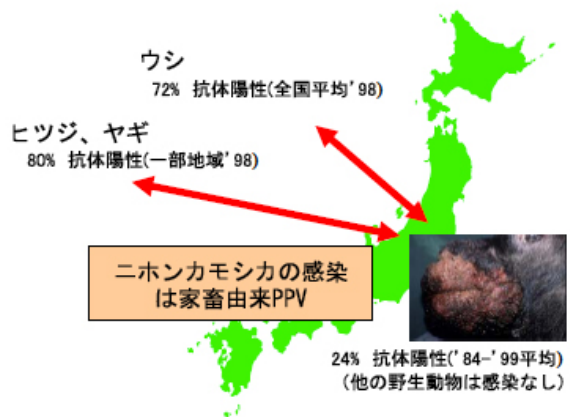 ウシ
72% 抗体陽性(全国平均'98)
ヒツジ、ヤギ
80% 抗体陽性(一部地域'98)
ニホンカモシカの感染
は家畜由来PPV
24% 抗体陽性('84-'99平均)
(他の野生動物は感染なし)